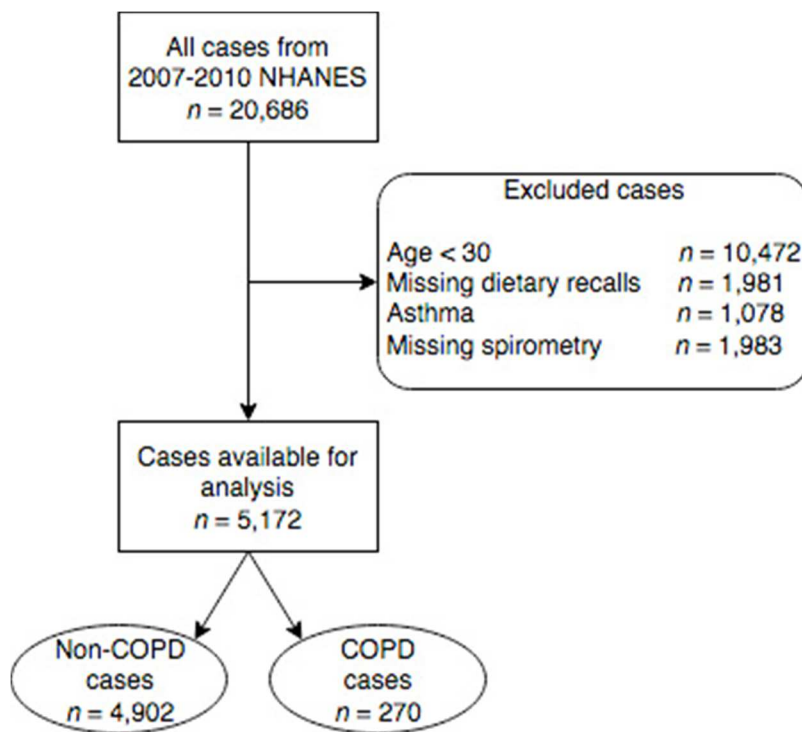 All cases from
2007-2010 NHANES
n = 20,686
Excluded cases
Age < 30 n = 10,472
Missing dietary recalls n = 1,981
Asthma n = 1,078
Missing spirometry n = 1,983
Cases available for
analysis
n = 5,172
Non-COPD
cases
n = 4,902
COPD
cases
n = 270